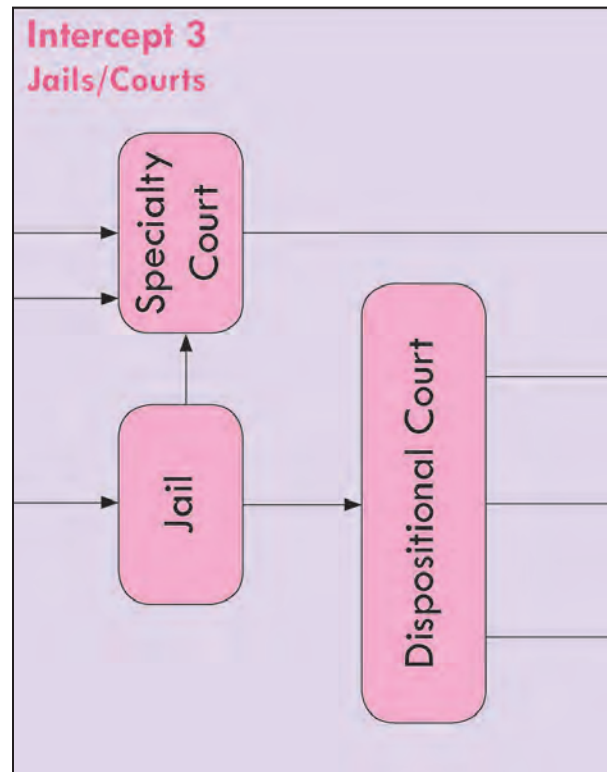 Intercept 3
Jails/Courts
Specialty
Court
Jail
Dispositional Court